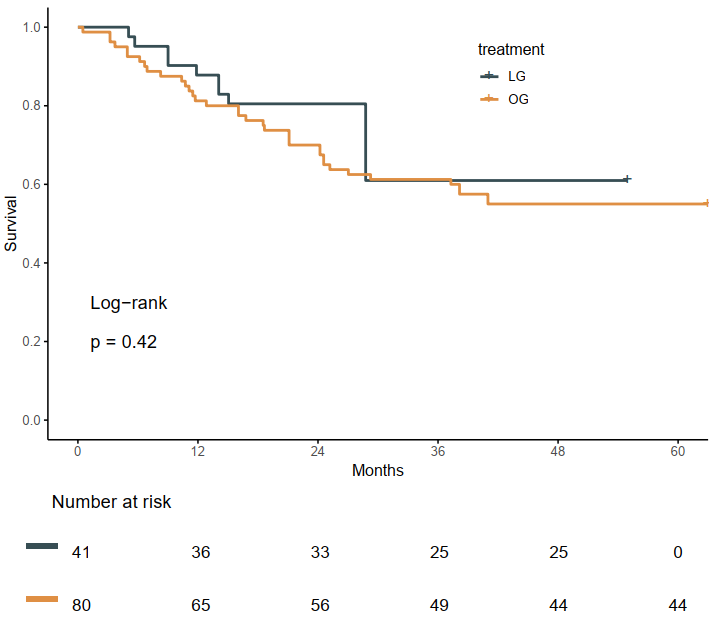 treatment
LG
OG
1.0
0.8
0.6
0.4
0.2
0.0
Survival
Log−rank
p = 0.42
0 12 24 36 48 60
Months
Number at risk
41 36 33 25 25 0
80 65 56 49 44 44